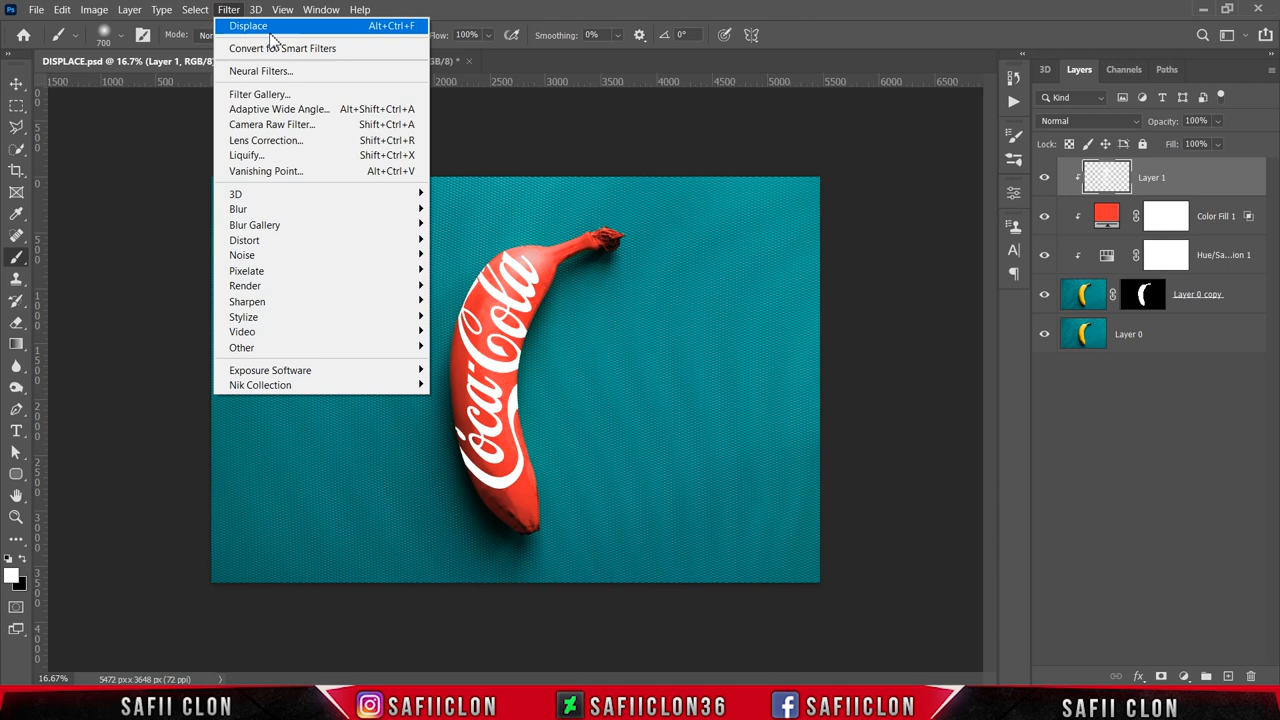 Ps File Edit Image Layer Type Select Filter 3D View Window Help
700 Mode: Flow: 100% Smoothing: 0% 0°
DISPLACE.psd @ 16.7% (Layer 1, RGB/8) * × GB/8) * ×
Displace Alt+Ctrl+F
Convert for Smart Filters
Neural Filters...
Filter Gallery...
Adaptive Wide Angle... Alt+Shift+Ctrl+A
Camera Raw Filter... Shift+Ctrl+A
Lens Correction... Shift+Ctrl+R
Liquify... Shift+Ctrl+X
Vanishing Point... Alt+Ctrl+V
3D
Blur
Blur Gallery
Distort
Noise
Pixelate
Render
Sharpen
Stylize
Video
Other
Exposure Software
Nik Collection
1500 1000 2000 2500 3000 3500 4000 4500 5000 5500 6000 6500
Coca-Cola
3D Layers Channels Paths
Kind
Normal Opacity: 100%
Lock: Fill: 100%
Layer 1
Color Fill 1
Hue/Sa...ion 1
Layer 0 copy
Layer 0
16.67% 5472 px x 3648 px (72 ppi)
SAFII CLON SAFIICLON SAFIICLON36 SAFIICLON SAFII CLON